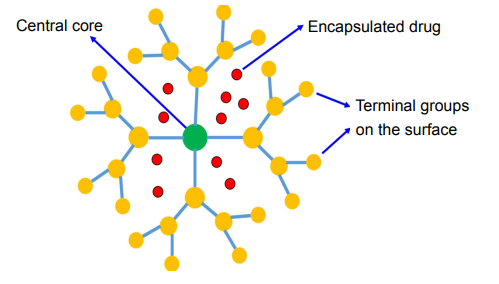 Central core
Encapsulated drug
Terminal groups
on the surface